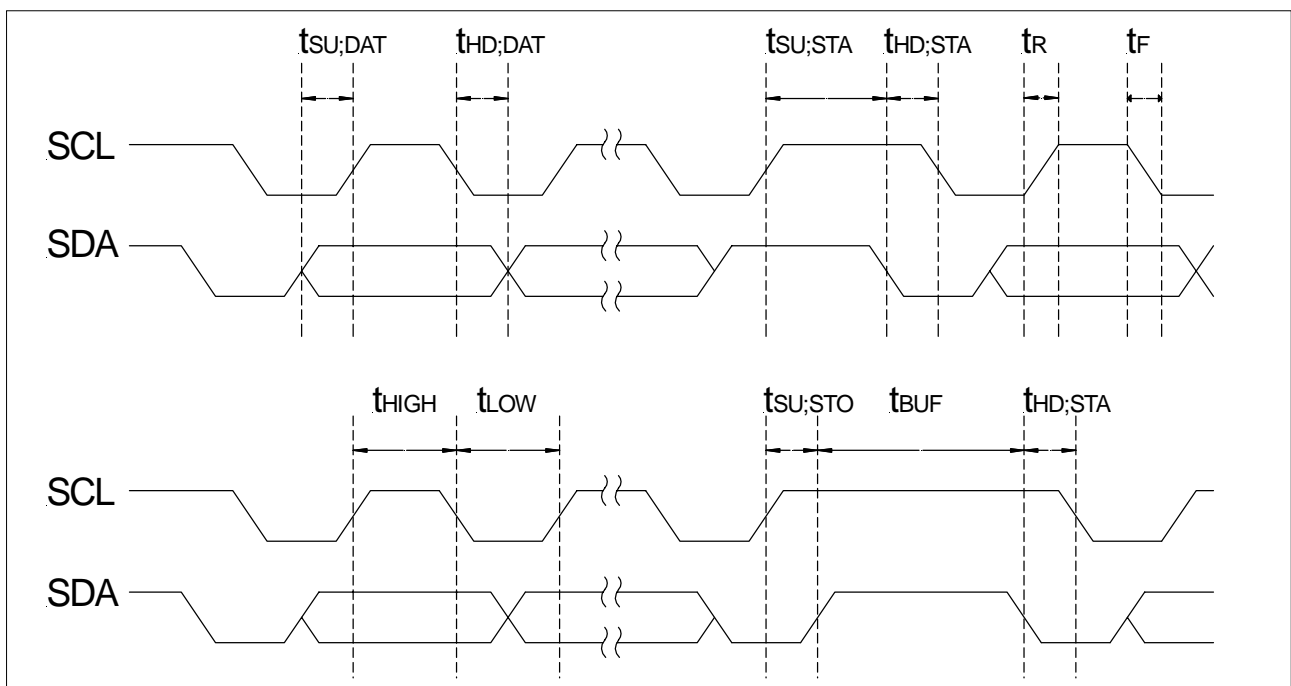 tSU;DAT tHD;DAT tSU;STA tHD;STA tR tF
SCL
SDA
tHIGH tLOW tSU;STO tBUF tHD;STA
SCL
SDA